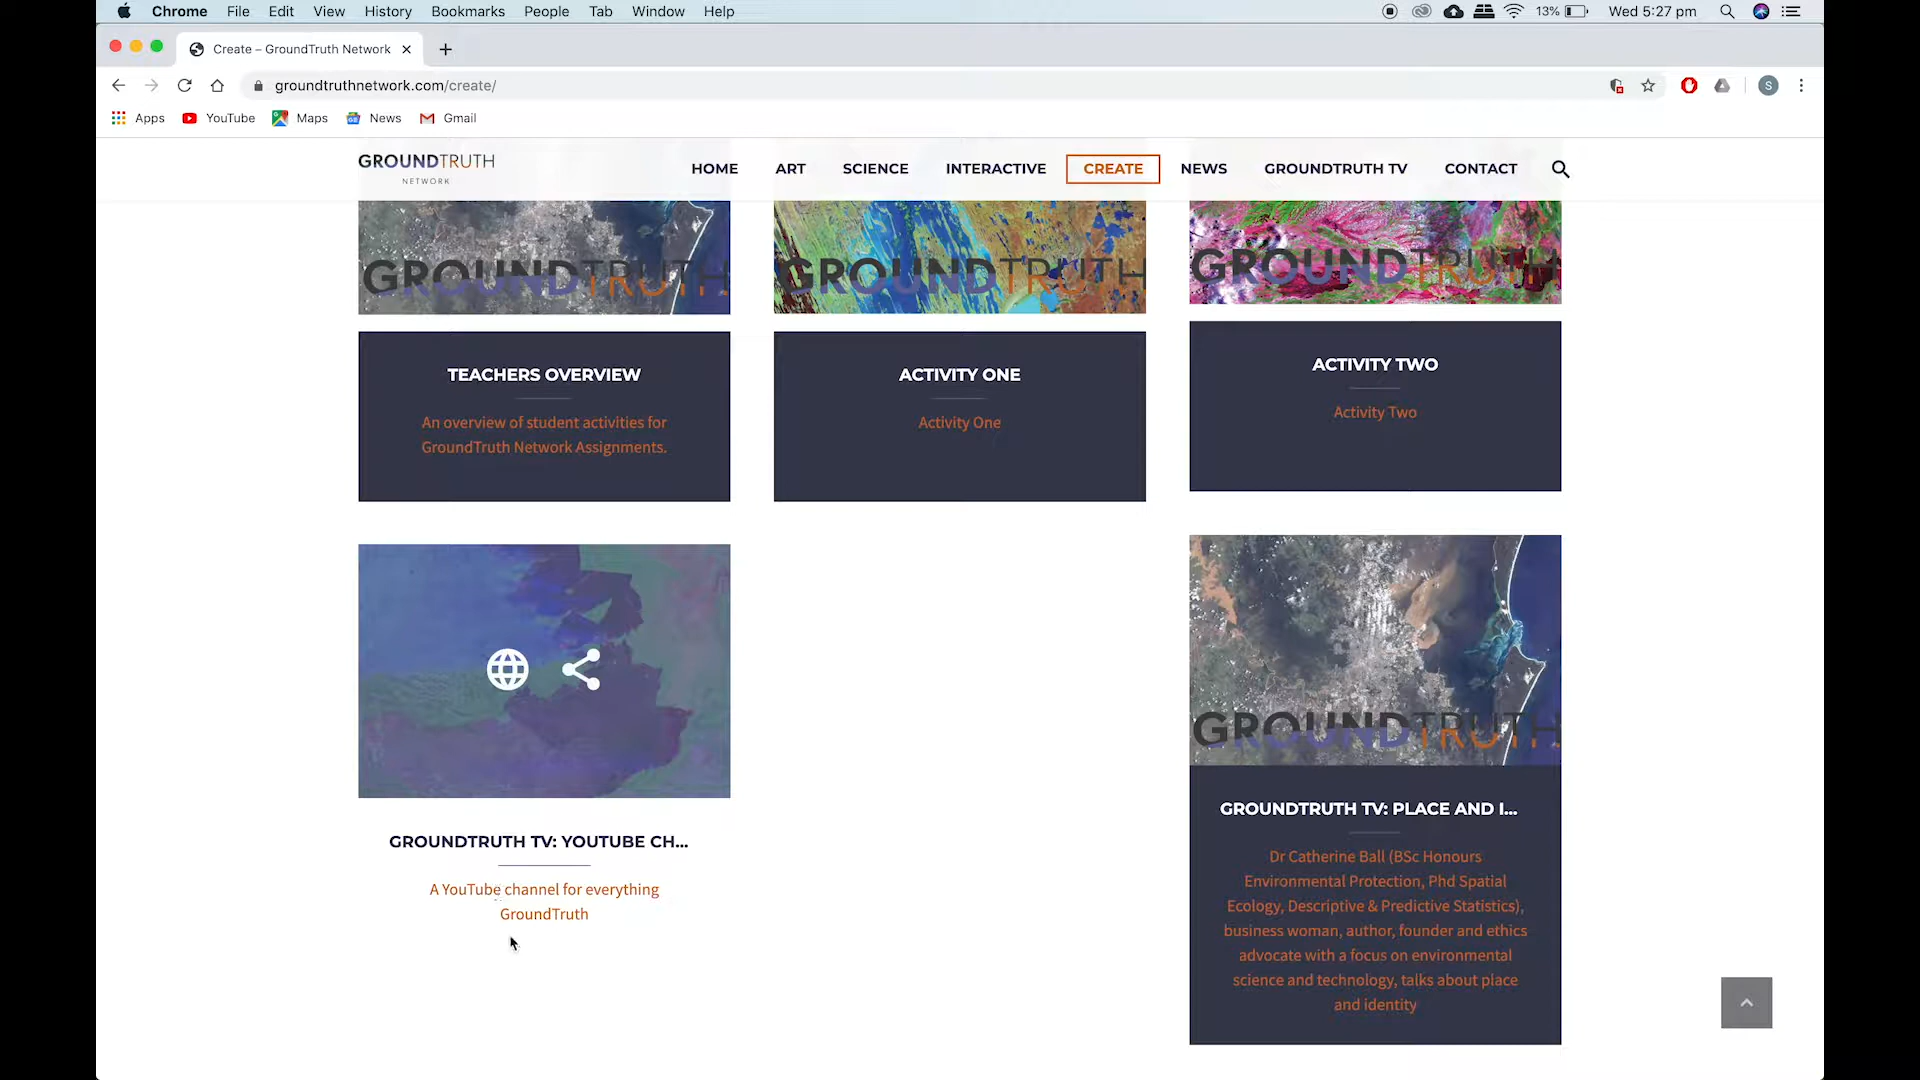 Chrome File Edit View History Bookmarks People Tab Window Help 13% Wed 5:27 pm
Create – GroundTruth Network
groundtruthnetwork.com/create/
S
Apps YouTube Maps News Gmail
GROUNDTRUTH
NETWORK
HOME ART SCIENCE INTERACTIVE CREATE NEWS GROUNDTRUTH TV CONTACT
GROUNDTRUTH
GROUNDTRUTH
GROUNDTRUTH
TEACHERS OVERVIEW
An overview of student activities for
GroundTruth Network Assignments.
ACTIVITY ONE
Activity One
ACTIVITY TWO
Activity Two
GROUNDTRUTH TV: YOUTUBE CH...
A YouTube channel for everything
GroundTruth
GROUNDTRUTH
GROUNDTRUTH TV: PLACE AND I...
Dr Catherine Ball (BSc Honours
Environmental Protection, Phd Spatial
Ecology, Descriptive & Predictive Statistics),
business woman, author, founder and ethics
advocate with a focus on environmental
science and technology, talks about place
and identity